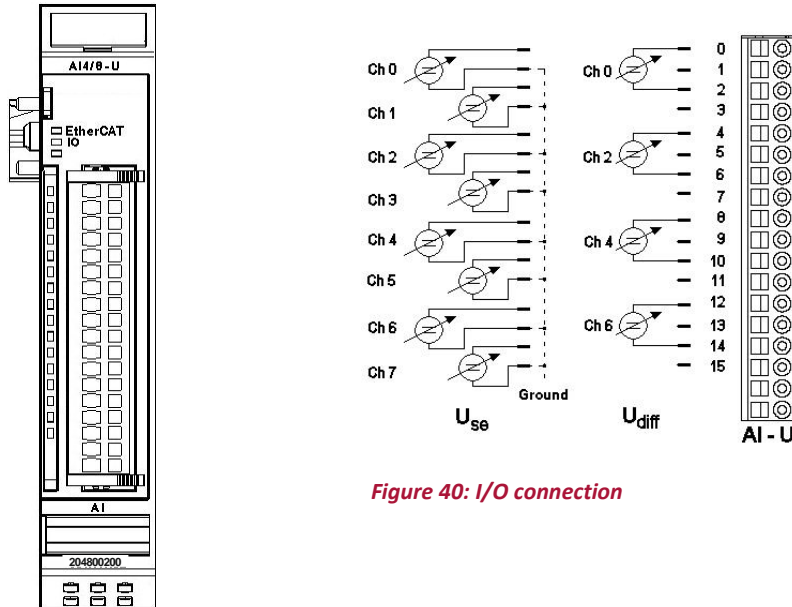 AI4/8-U
EtherCAT
IO
AI
204800200
Ch 0
Ch 1
Ch 2
Ch 3
Ch 4
Ch 5
Ch 6
Ch 7
Ground
Use
Ch 0
Ch 2
Ch 4
Ch 6
Udiff
0
1
2
3
4
5
6
7
8
9
10
11
12
13
14
15
AI - U
Figure 40: I/O connection